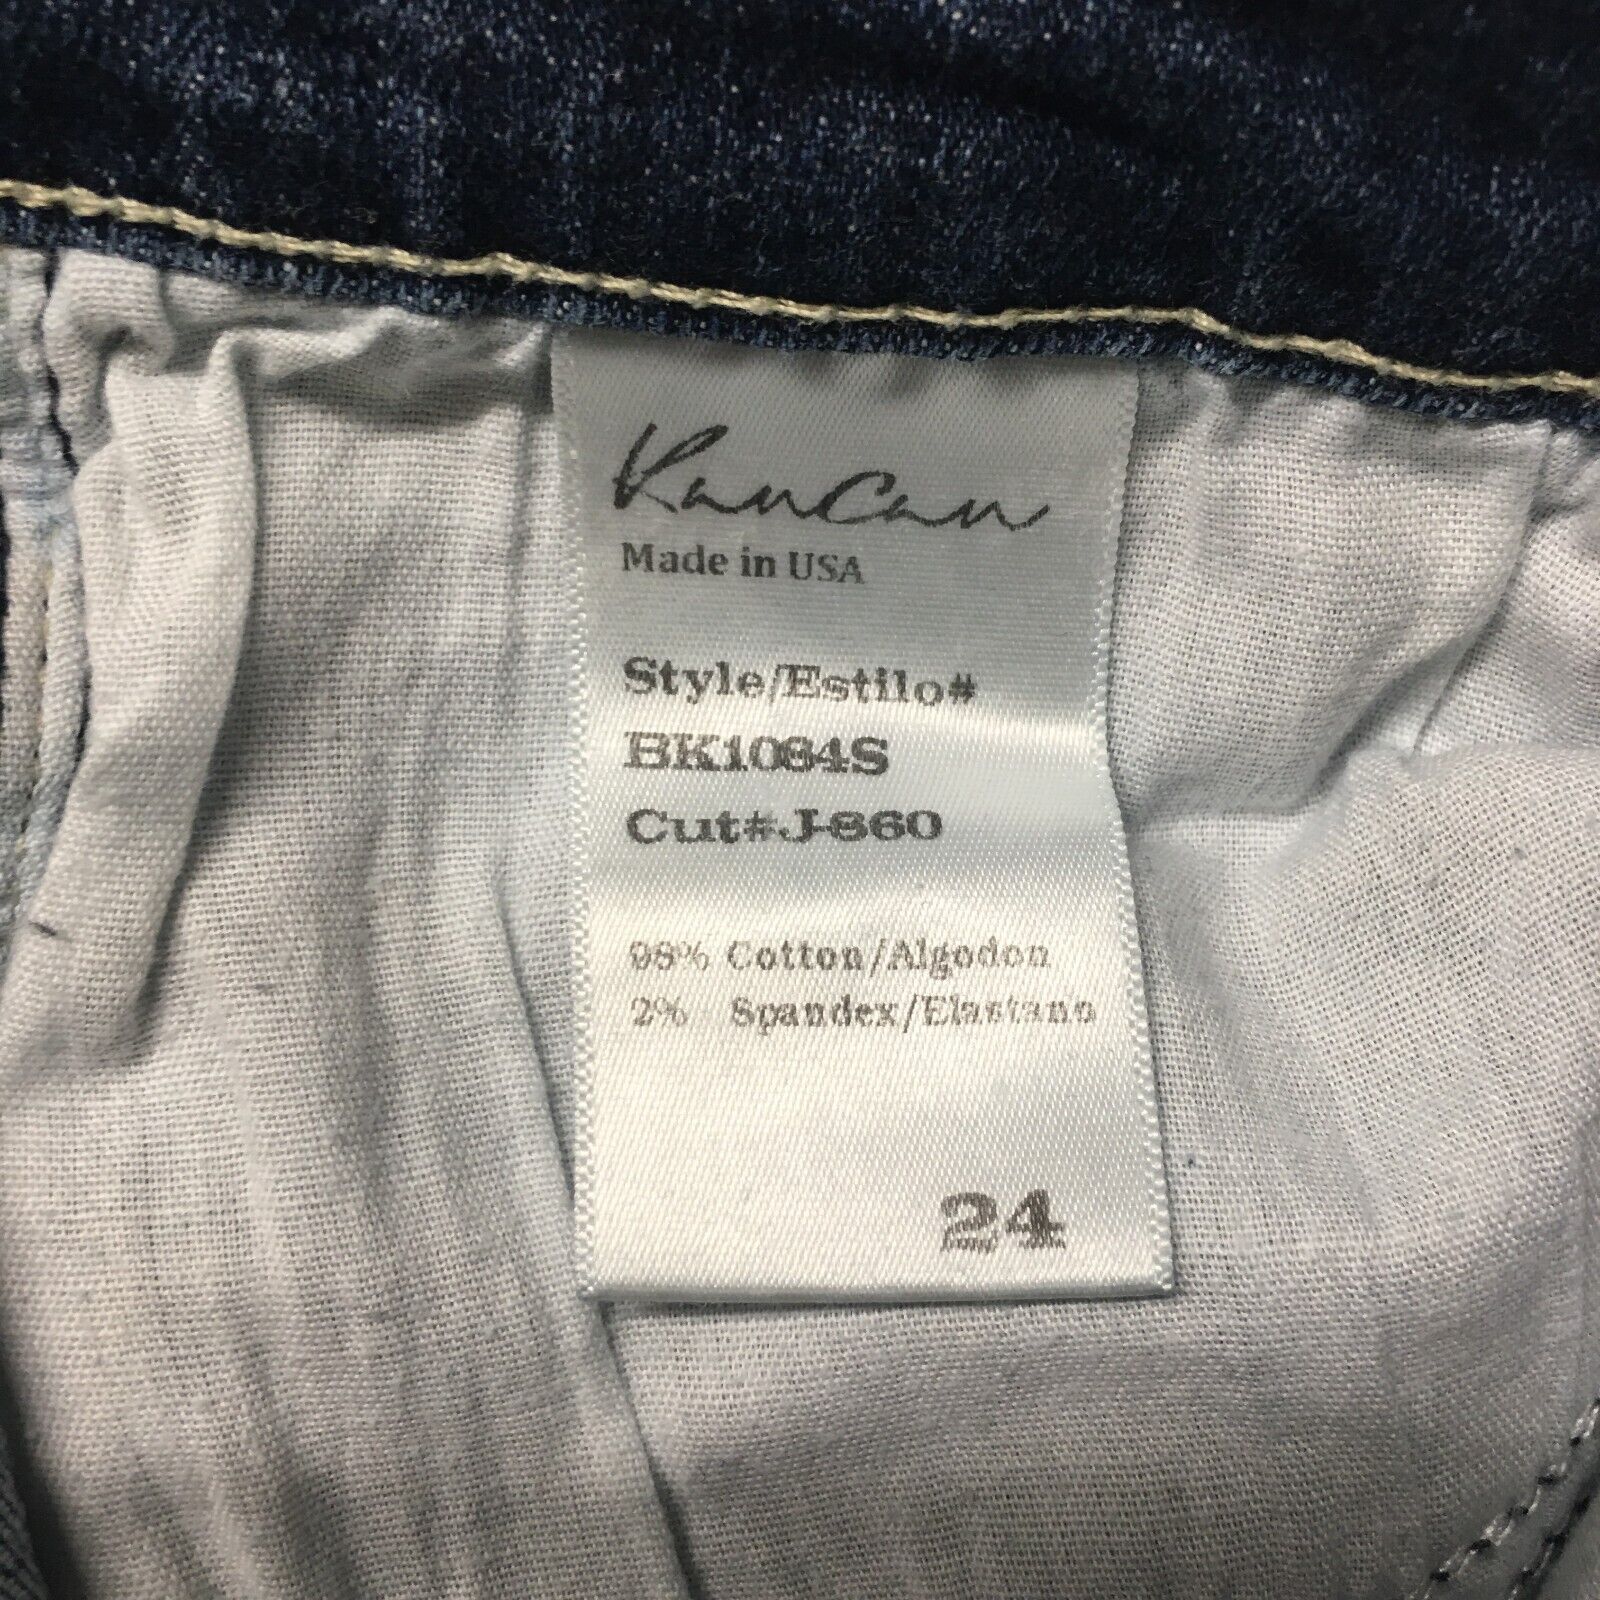 KanCan
Made in USA
Style/Estilo#
BK1064S
Cut#J-860
98% Cotton/Algodon
2% Spandex/Elastano
24